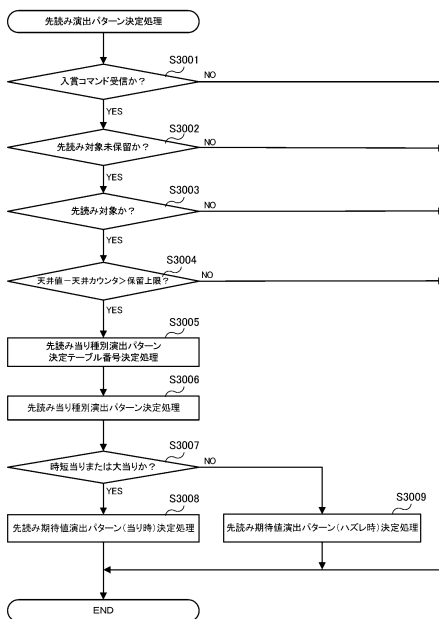 先読み演出パターン決定処理
S3001
入賞コマンド受信か?
NO
YES
S3002
先読み対象未保留か?
NO
YES
S3003
先読み対象か?
NO
YES
S3004
天井値-天井カウンタ>保留上限?
NO
YES
S3005
先読み当り種別演出パターン
決定テーブル番号決定処理
S3006
先読み当り種別演出パターン決定処理
S3007
時短当りまたは大当りか?
NO
YES
S3008
先読み期待値演出パターン(当り時)決定処理
S3009
先読み期待値演出パターン(ハズレ時)決定処理
END